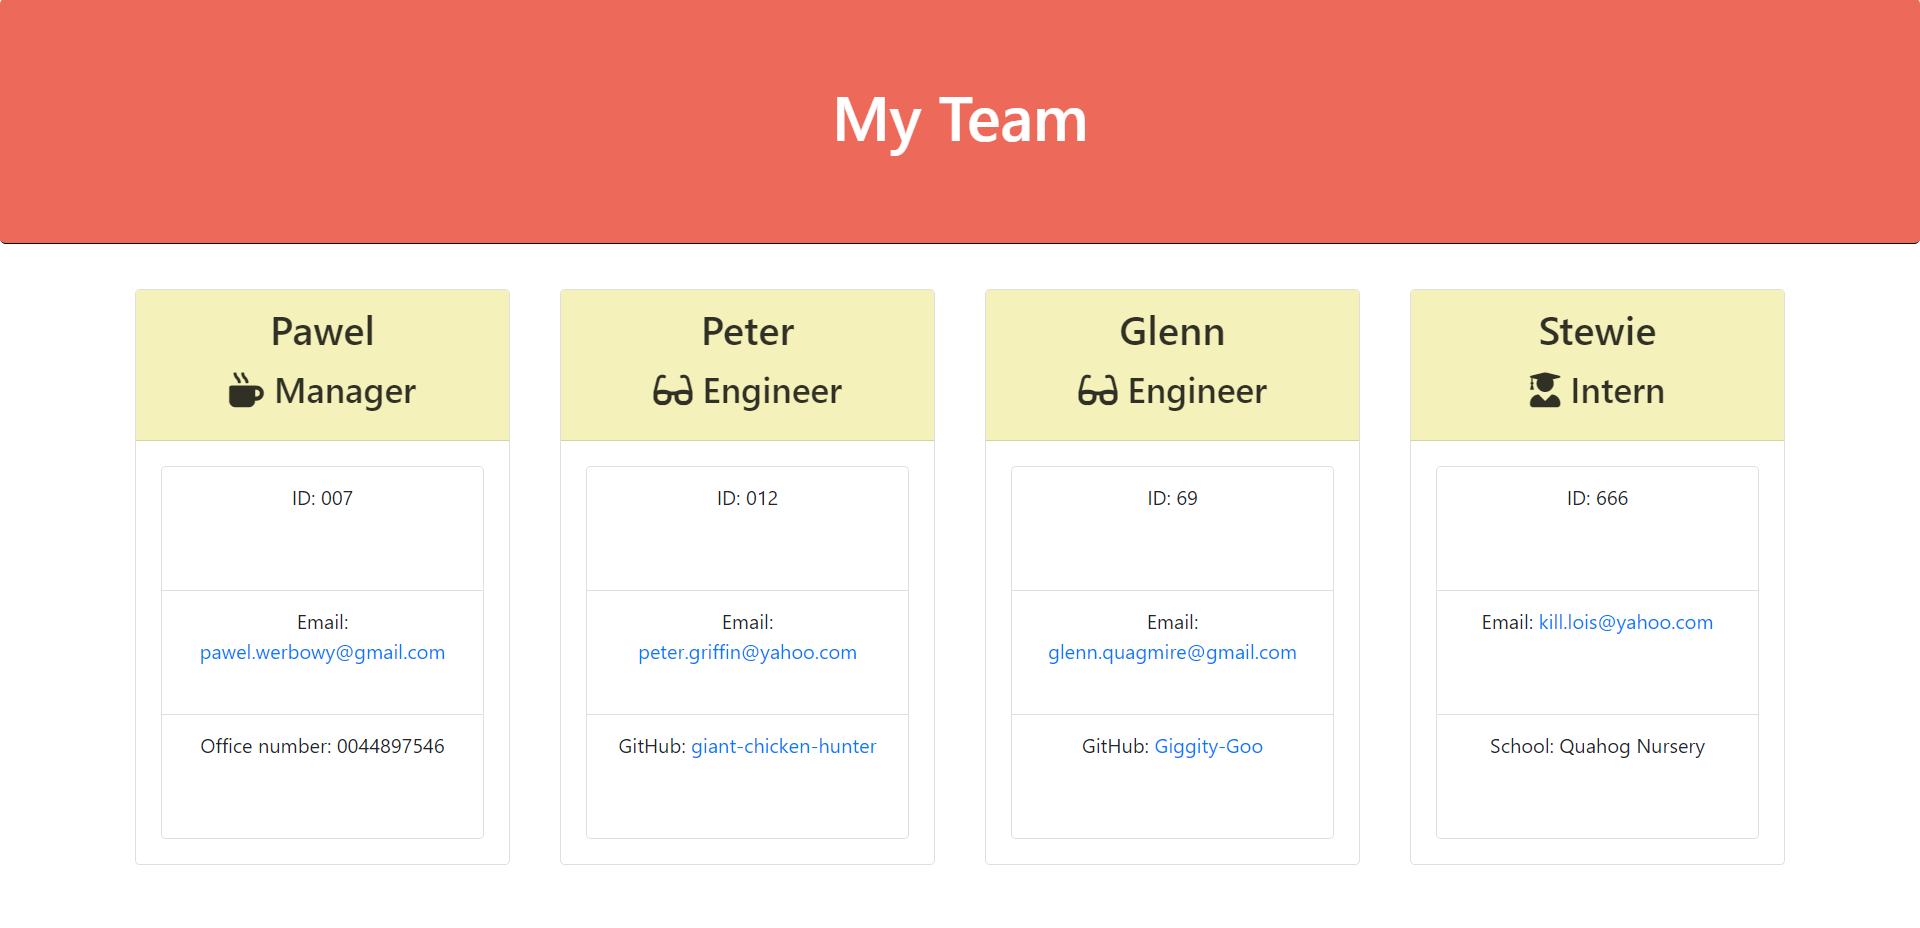 My Team
Pawel
Manager
ID: 007
Email:
pawel.werbowy@gmail.com
Office number: 0044897546
Peter
Engineer
ID: 012
Email:
peter.griffin@yahoo.com
GitHub: giant-chicken-hunter
Glenn
Engineer
ID: 69
Email:
glenn.quagmire@gmail.com
GitHub: Giggity-Goo
Stewie
Intern
ID: 666
Email: kill.lois@yahoo.com
School: Quahog Nursery